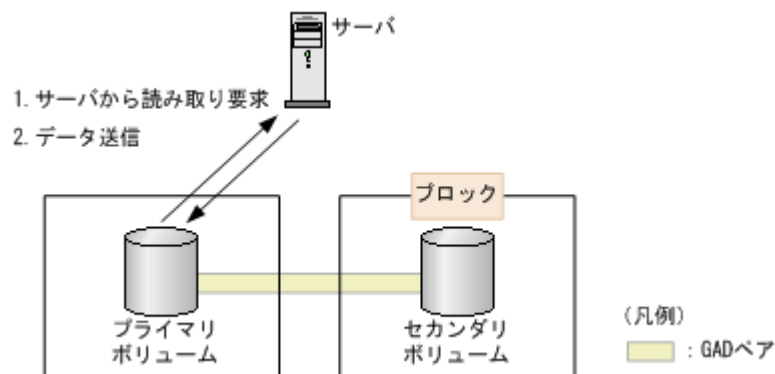 サーバ
1. サーバから読み取り要求
2. データ送信
ブロック
プライマリ
ボリューム
セカンダリ
ボリューム
(凡例)
: GADペア